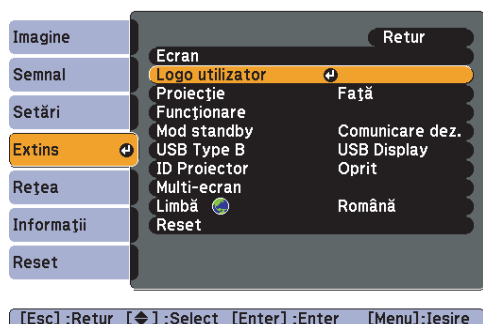 Imagine
Semnal
Setări
Extins
Reţea
Informaţii
Reset
Retur
Ecran
Logo utilizator
Proiecţie Faţă
Funcţionare
Mod standby Comunicare dez.
USB Type B USB Display
ID Proiector Oprit
Multi-ecran
Limbă Română
Reset
[Esc] :Retur [◆] :Select [Enter] :Enter [Menu]:Iesire